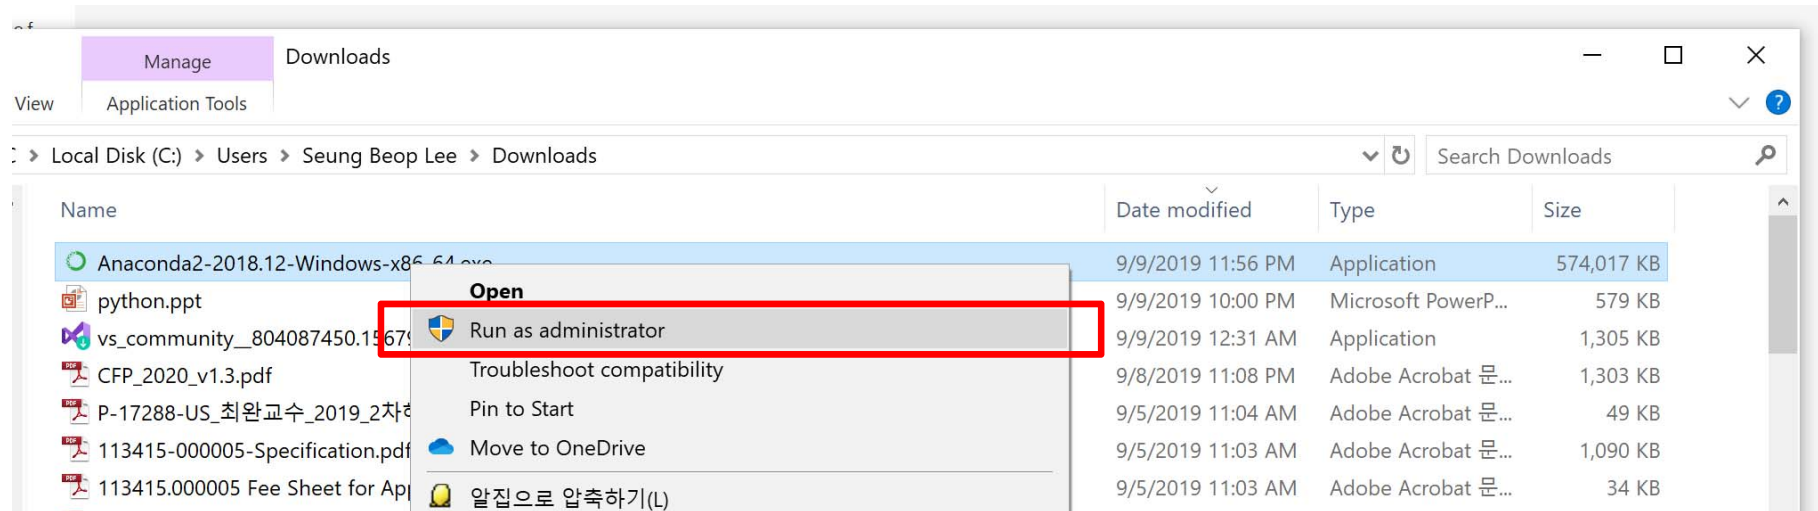 Manage
Downloads
View
Application Tools
Local Disk (C:) > Users > Seung Beop Lee > Downloads
Search Downloads
Name
Date modified
Type
Size
Anaconda2-2018.12-Windows-x86_64.exe
9/9/2019 11:56 PM
Application
574,017 KB
Open
python.ppt
9/9/2019 10:00 PM
Microsoft PowerP...
579 KB
Run as administrator
vs_community__804087450.1567
9/9/2019 12:31 AM
Application
1,305 KB
Troubleshoot compatibility
CFP_2020_v1.3.pdf
9/8/2019 11:08 PM
Adobe Acrobat 문...
1,303 KB
Pin to Start
P-17288-US_최완교수_2019_2차
9/5/2019 11:04 AM
Adobe Acrobat 문...
49 KB
Move to OneDrive
113415-000005-Specification.pdf
9/5/2019 11:03 AM
Adobe Acrobat 문...
1,090 KB
113415.000005 Fee Sheet for
9/5/2019 11:03 AM
Adobe Acrobat 문...
34 KB
알집으로 압축하기(L)